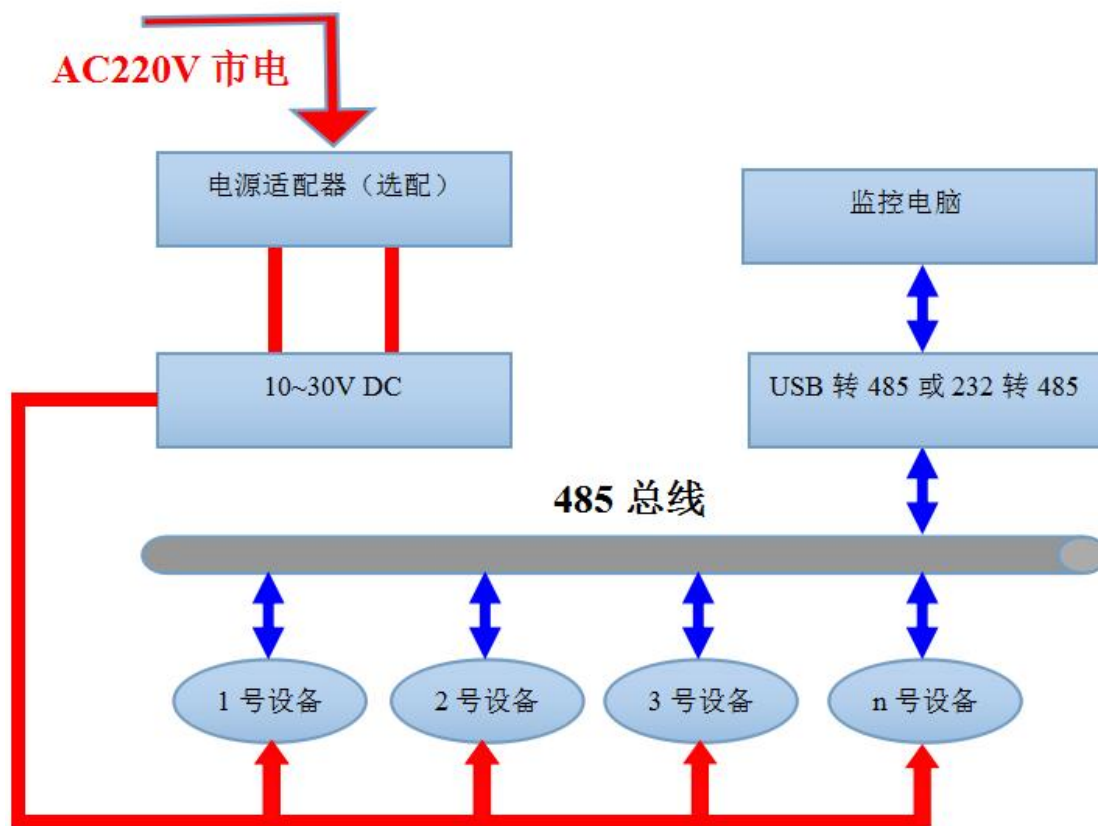 AC220V 市电
电源适配器（选配）
监控电脑
10~30V DC
USB 转 485 或 232 转 485
485 总线
1 号设备
2 号设备
3 号设备
n 号设备